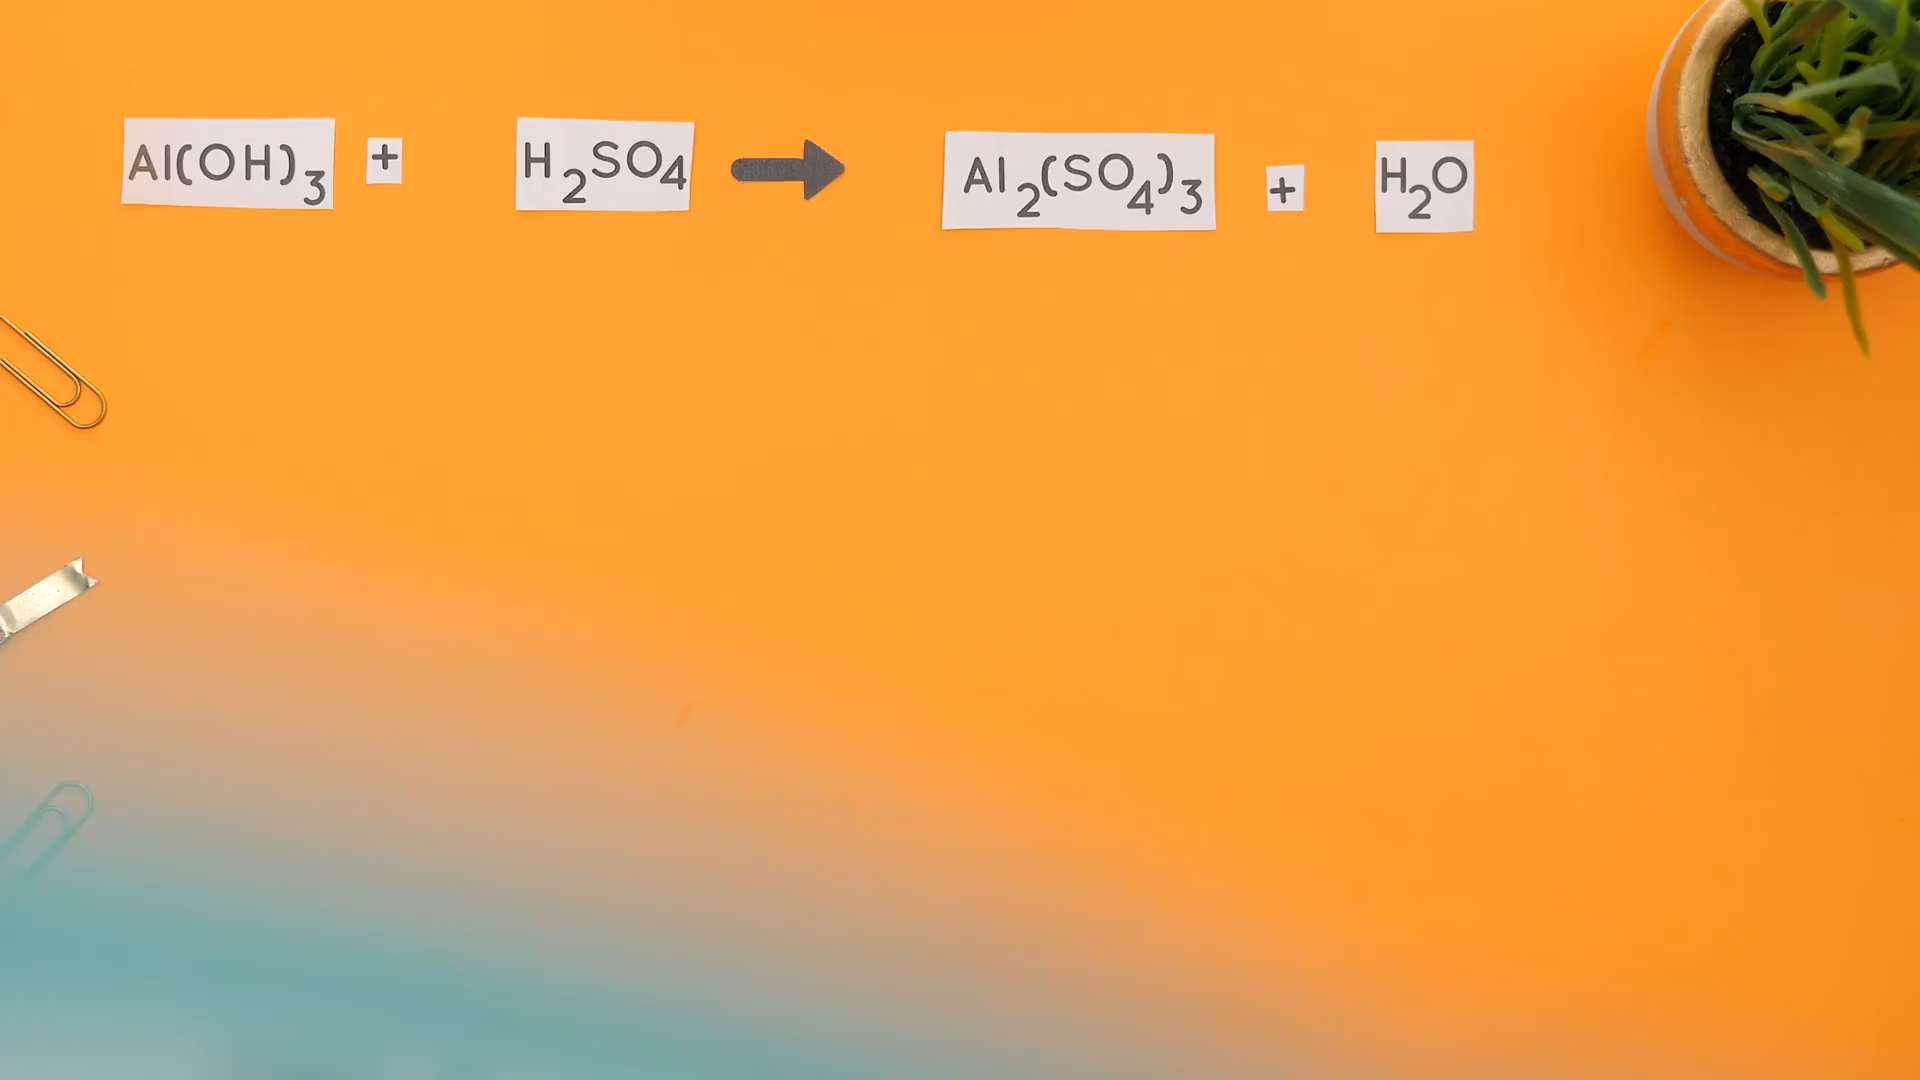 Al(OH)₃ + H₂SO₄ → Al₂(SO₄)₃ + H₂O